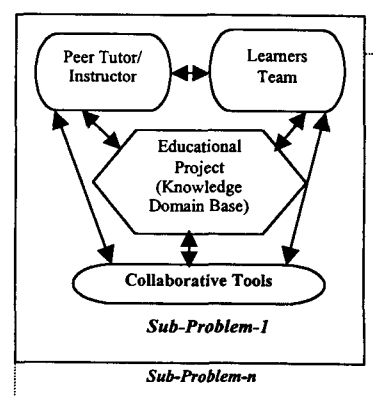 Peer Tutor/
Instructor
Learners
Team
Educational
Project
(Knowledge
Domain Base)
Collaborative Tools
Sub-Problem-1
Sub-Problem-n